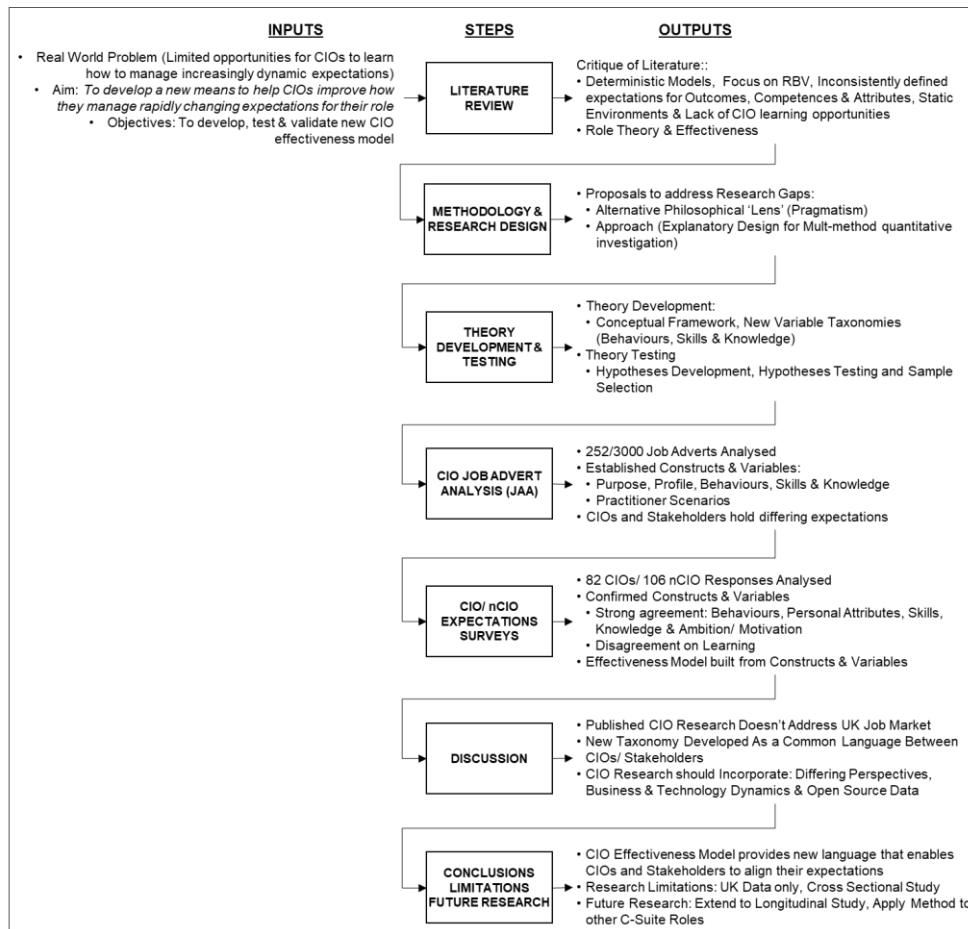 INPUTS
STEPS
OUTPUTS
• Real World Problem (Limited opportunities for CIOs to learn
how to manage increasingly dynamic expectations)
• Aim: To develop a new means to help CIOs improve how
they manage rapidly changing expectations for their role
• Objectives: To develop, test & validate new CIO
effectiveness model
LITERATURE
REVIEW
Critique of Literature::
• Deterministic Models, Focus on RBV, Inconsistently defined
expectations for Outcomes, Competences & Attributes, Static
Environments & Lack of CIO learning opportunities
• Role Theory & Effectiveness
METHODOLOGY &
RESEARCH DESIGN
• Proposals to address Research Gaps:
• Alternative Philosophical 'Lens' (Pragmatism)
• Approach (Explanatory Design for Mult-method quantitative
investigation)
THEORY
DEVELOPMENT &
TESTING
• Theory Development:
• Conceptual Framework, New Variable Taxonomies
(Behaviours, Skills & Knowledge)
• Theory Testing
• Hypotheses Development, Hypotheses Testing and Sample
Selection
CIO JOB ADVERT
ANALYSIS (JAA)
• 252/3000 Job Adverts Analysed
• Established Constructs & Variables:
• Purpose, Profile, Behaviours, Skills & Knowledge
• Practitioner Scenarios
• CIOs and Stakeholders hold differing expectations
CIO/ nCIO
EXPECTATIONS
SURVEYS
• 82 CIOs/ 106 nCIO Responses Analysed
• Confirmed Constructs & Variables
• Strong agreement: Behaviours, Personal Attributes, Skills,
Knowledge & Ambition/ Motivation
• Disagreement on Learning
• Effectiveness Model built from Constructs & Variables
DISCUSSION
• Published CIO Research Doesn't Address UK Job Market
• New Taxonomy Developed As a Common Language Between
CIOs/ Stakeholders
• CIO Research should Incorporate: Differing Perspectives,
Business & Technology Dynamics & Open Source Data
CONCLUSIONS
LIMITATIONS
FUTURE RESEARCH
• CIO Effectiveness Model provides new language that enables
CIOs and Stakeholders to align their expectations
• Research Limitations: UK Data only, Cross Sectional Study
• Future Research: Extend to Longitudinal Study, Apply Method to
other C-Suite Roles